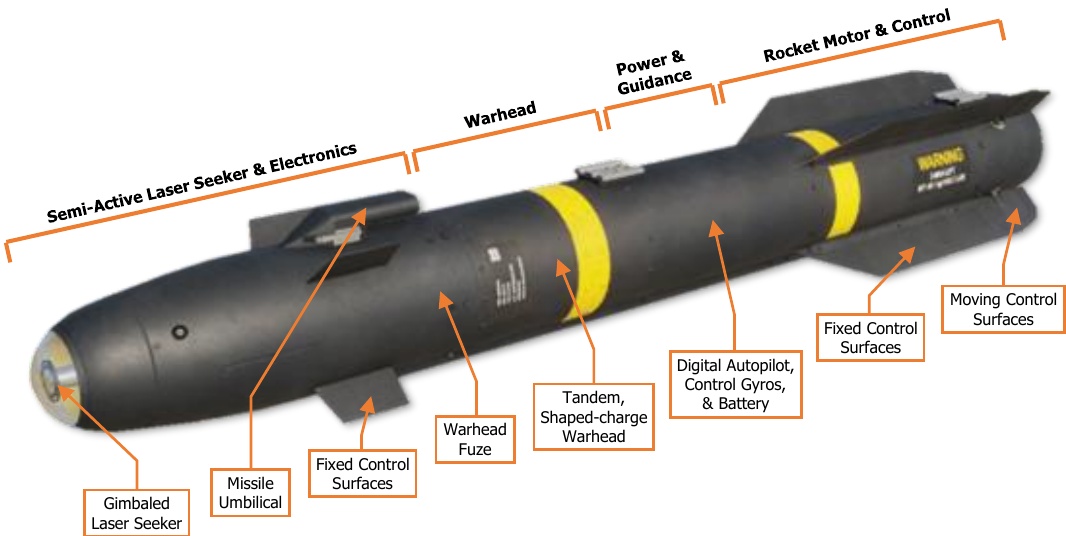 Rocket Motor & Control
Power &
Guidance
Warhead
Semi-Active Laser Seeker & Electronics
WARNING
Moving Control
Surfaces
Fixed Control
Surfaces
Digital Autopilot,
Control Gyros,
& Battery
Tandem,
Shaped-charge
Warhead
Warhead
Fuze
Fixed Control
Surfaces
Missile
Umbilical
Gimbaled
Laser Seeker